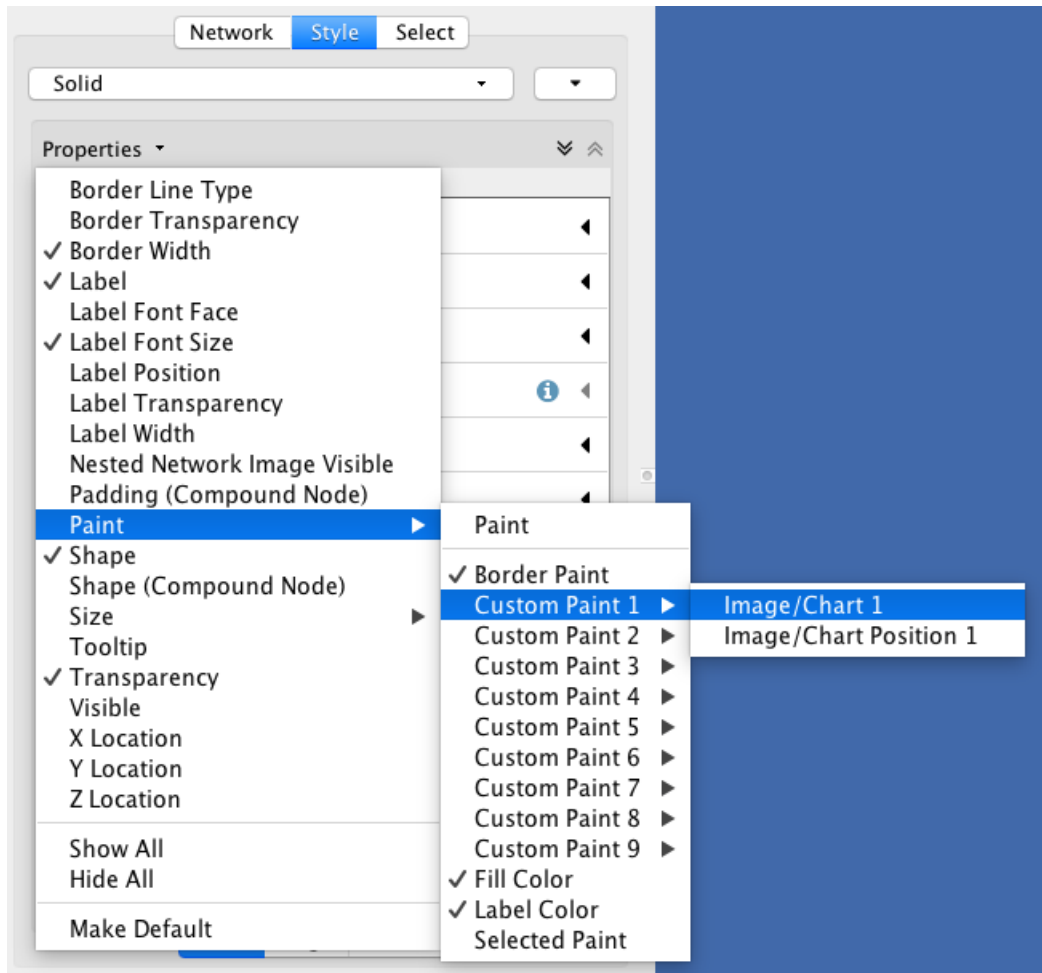 Network Style Select
Solid
Properties
Border Line Type
Border Transparency
✓ Border Width
✓ Label
Label Font Face
✓ Label Font Size
Label Position
Label Transparency
Label Width
Nested Network Image Visible
Padding (Compound Node)
Paint
✓ Shape
Shape (Compound Node)
Size
Tooltip
✓ Transparency
Visible
X Location
Y Location
Z Location
Show All
Hide All
Make Default
Paint
✓ Border Paint
Custom Paint 1
Custom Paint 2
Custom Paint 3
Custom Paint 4
Custom Paint 5
Custom Paint 6
Custom Paint 7
Custom Paint 8
Custom Paint 9
✓ Fill Color
✓ Label Color
Selected Paint
Image/Chart 1
Image/Chart Position 1